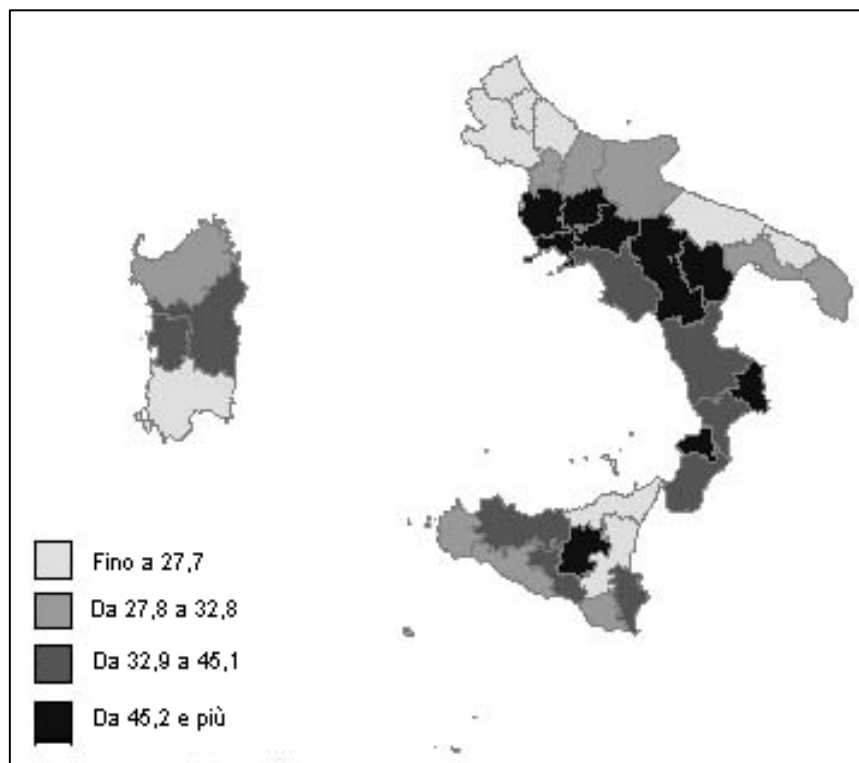 Fino a 27,7
Da 27,8 a 32,8
Da 32,9 a 45,1
Da 45,2 e più